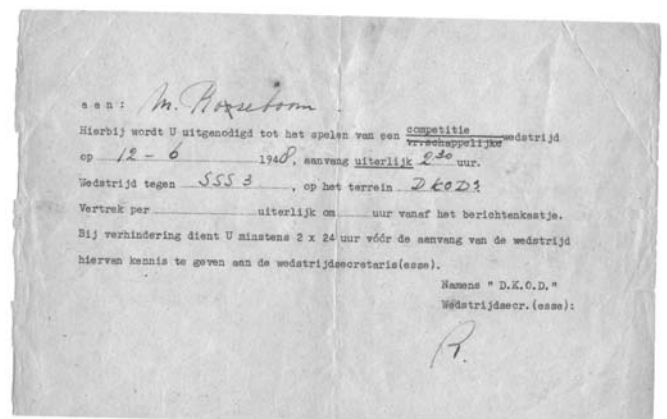 aan: M. Hozeboom.
Hierbij wordt U uitgenodigd tot het spelen van een competitie wedstrijd
vr.schappelijke
op 12 - 6 1948, aanvang uiterlijk 2³⁰ uur.
Wedstrijd tegen SSS 3, op het terrein DKOD?
Vertrek per uiterlijk om uur vanaf het berichtenkastje.
Bij verhindering dient U minstens 2 x 24 uur vóór de aanvang van de wedstrijd
hiervan kennis te geven aan de wedstrijdsecretaris(esse).
Namens " D.K.O.D."
Wedstrijdsecr.(esse):
R.